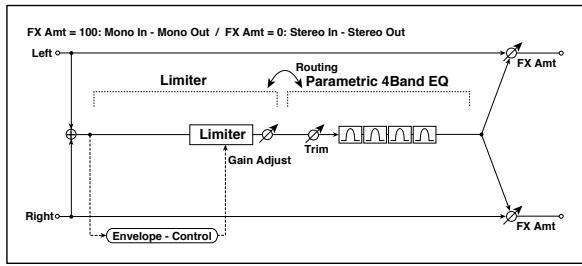 FX Amt = 100: Mono In - Mono Out / FX Amt = 0: Stereo In - Stereo Out
Left
FX Amt
Routing
Limiter
Parametric 4Band EQ
Limiter
Gain Adjust
Trim
Right
FX Amt
Envelope - Control